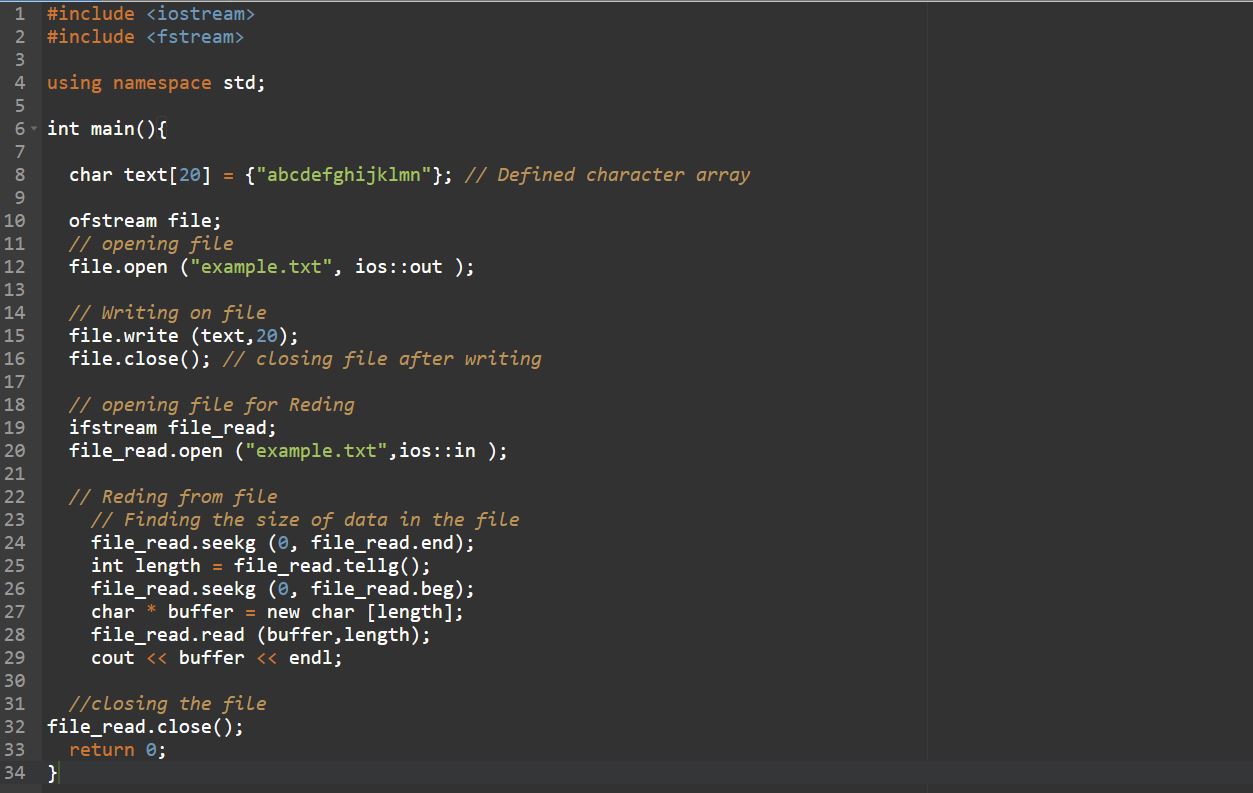 1 #include <iostream>
2 #include <fstream>
3
4 using namespace std;
5
6 int main(){
7
8   char text[20] = {"abcdefghijklmn"}; // Defined character array
9
10   ofstream file;
11   // opening file
12   file.open ("example.txt", ios::out );
13
14   // Writing on file
15   file.write (text,20);
16   file.close(); // closing file after writing
17
18   // opening file for Reding
19   ifstream file_read;
20   file_read.open ("example.txt",ios::in );
21
22   // Reding from file
23     // Finding the size of data in the file
24     file_read.seekg (0, file_read.end);
25     int length = file_read.tellg();
26     file_read.seekg (0, file_read.beg);
27     char * buffer = new char [length];
28     file_read.read (buffer,length);
29     cout << buffer << endl;
30
31   //closing the file
32 file_read.close();
33   return 0;
34 }